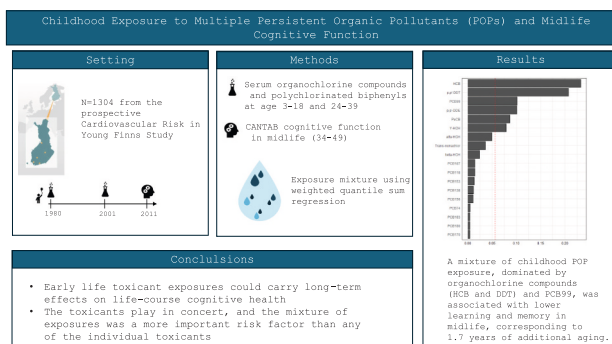 Childhood Exposure to Multiple Persistent Organic Pollutants (POPs) and Midlife
Cognitive Function
Setting
N=1304 from the
prospective
Cardiovascular Risk in
Young Finns Study
1980
2001
2011
Methods
Serum organochlorine compounds
and polychlorinated biphenyls
at age 3-18 and 24-39
CANTAB cognitive function
in midlife (34-49)
Exposure mixture using
weighted quantile sum
regression
Results
HCB
PCB99
A mixture of childhood POP
exposure, dominated by
organochlorine compounds
(HCB and DDT) and PCB99, was
associated with lower
learning and memory in
midlife, corresponding to
1.7 years of additional aging.
Conclulsions
• Early life toxicant exposures could carry long-term
effects on life-course cognitive health
• The toxicants play in concert, and the mixture of
exposures was a more important risk factor than any
of the individual toxicants